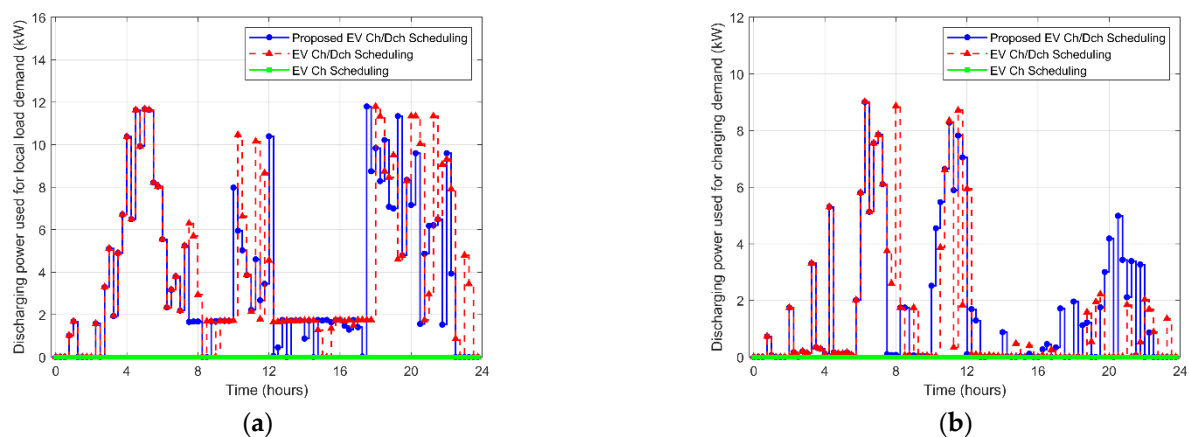 Discharging power used for local load demand (kW)
16
14
12
10
8
6
4
2
0
0 4 8 12 16 20 24
Time (hours)
Proposed EV Ch/Dch Scheduling
EV Ch/Dch Scheduling
EV Ch Scheduling
(a)
Discharging power used for charging demand (kW)
12
10
8
6
4
2
0
0 4 8 12 16 20 24
Time (hours)
Proposed EV Ch/Dch Scheduling
EV Ch/Dch Scheduling
EV Ch Scheduling
(b)